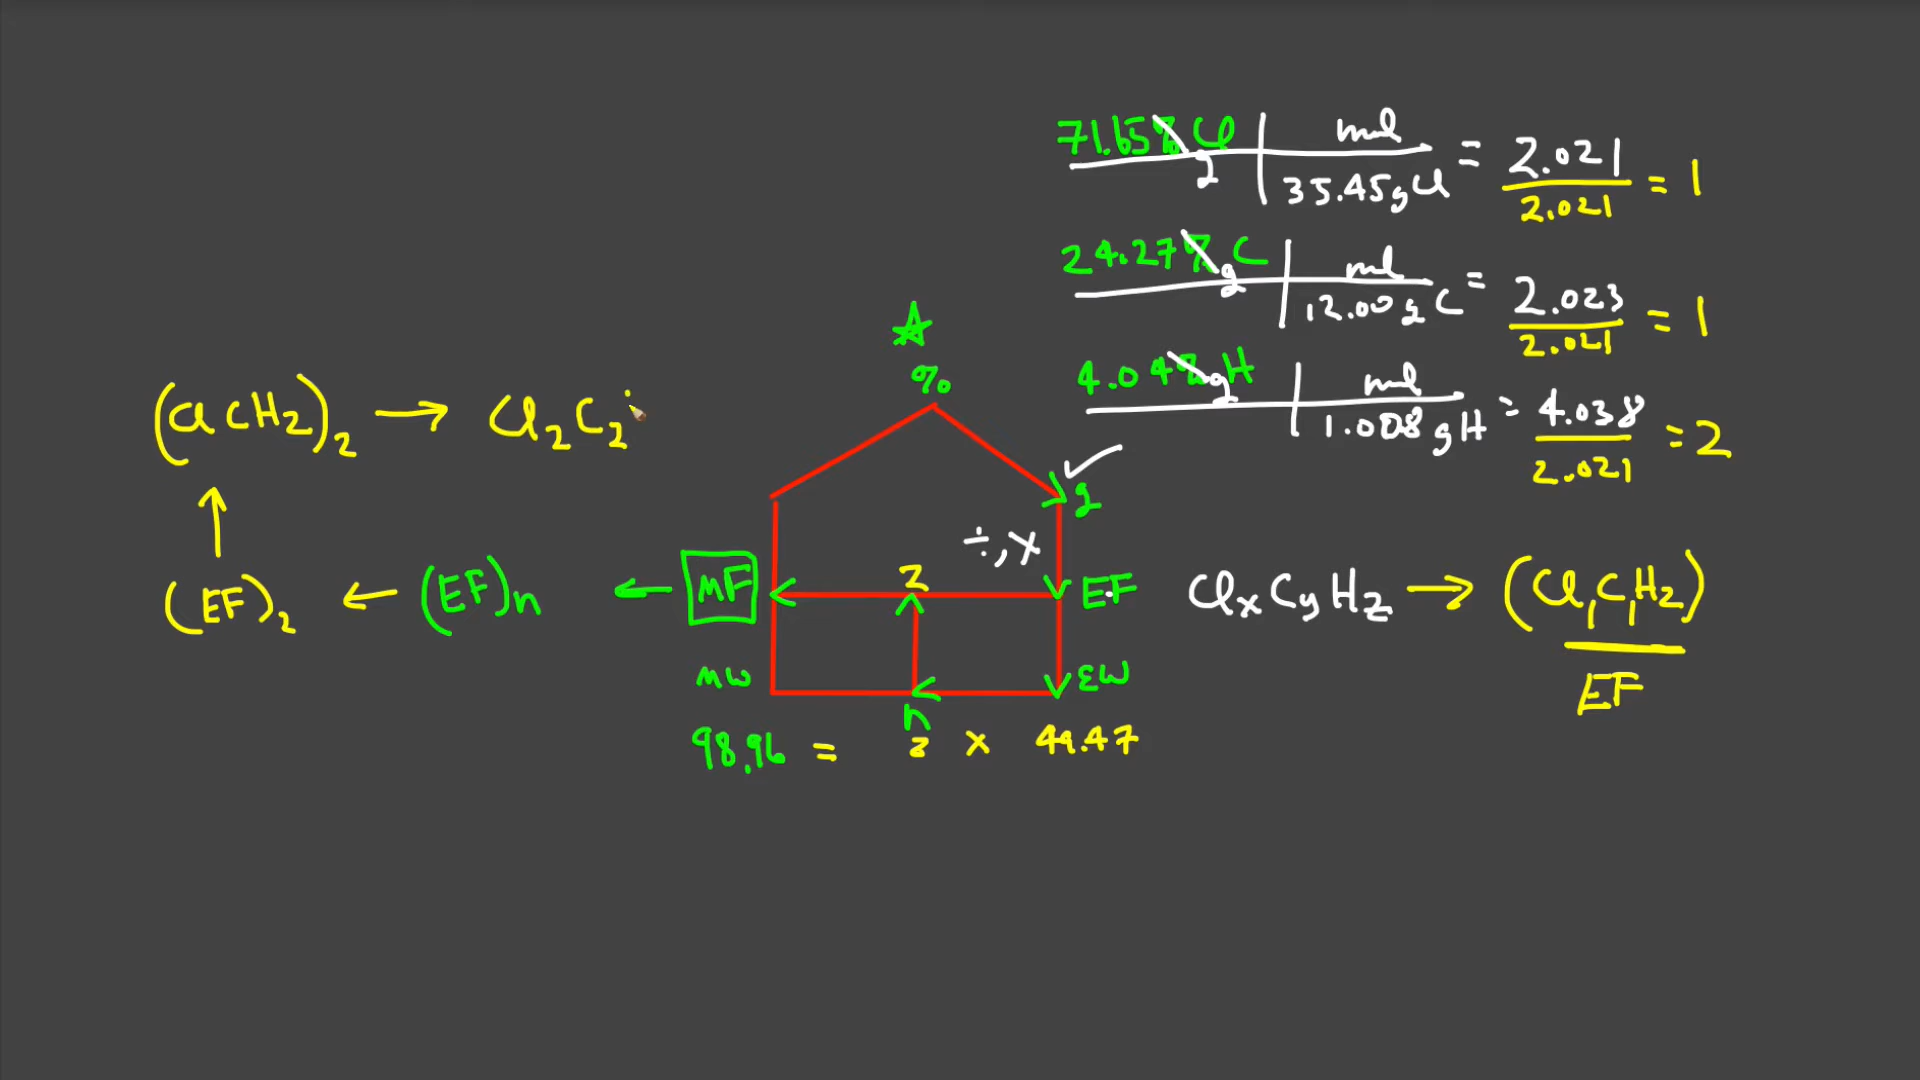 71.65% Cl | mol = 2.021 = 1
g | 35.45 g Cl 2.021
24.27% C | mol = 2.023 = 1
g | 12.00 g C 2.021
4.04% H | mol = 4.038 = 2
g | 1.008 g H 2.021
%
(ClCH2)2 → Cl2C2
g
÷, x
(EF)2 ← (EF)n ← MF 2 EF ClxCyHz → (Cl1C1H2)
EF
MW n EW
98.96 = 2 x 49.47